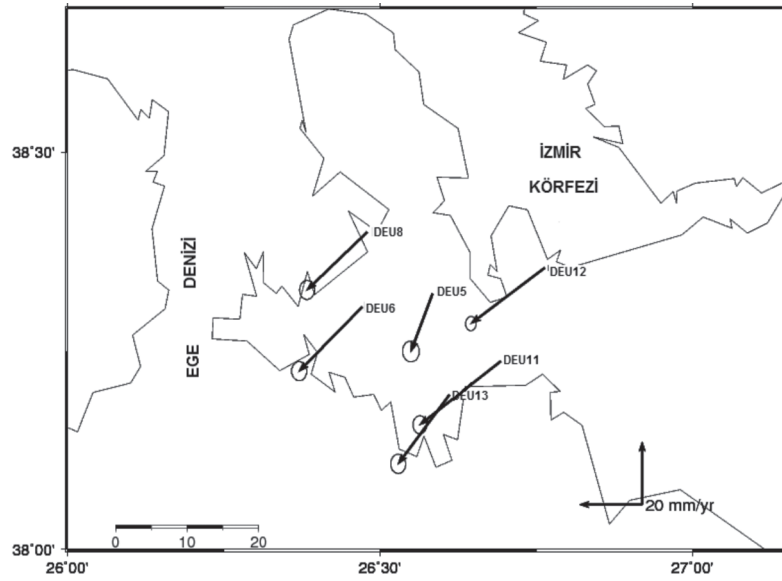 38°30'
İZMİR
KÖRFEZİ
DEU8
DENİZİ
DEU12
DEU5
DEU6
EGE
DEU11
DEU13
20 mm/yr
0 10 20
38°00'
26°00' 26°30' 27°00'